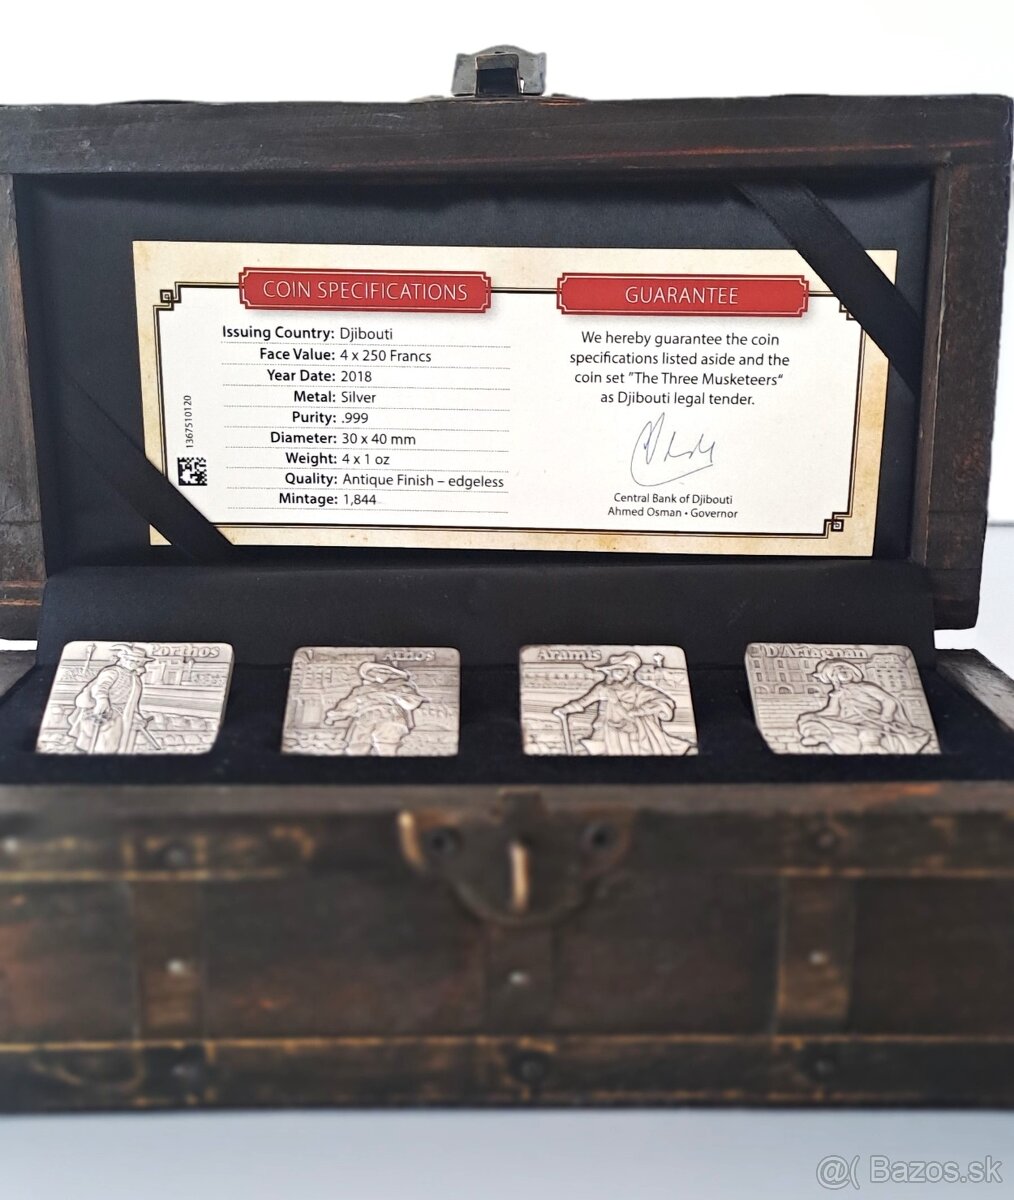 COIN SPECIFICATIONS
Issuing Country: Djibouti
Face Value: 4 x 250 Francs
Year Date: 2018
Metal: Silver
Purity: .999
Diameter: 30 x 40 mm
Weight: 4 x 1 oz
Quality: Antique Finish – edgeless
Mintage: 1,844
1367510120
GUARANTEE
We hereby guarantee the coin
specifications listed aside and the
coin set "The Three Musketeers“
as Djibouti legal tender.
Central Bank of Djibouti
Ahmed Osman • Governor
Porthos
Athos
Aramis
D'Artagnan
@( Bazos.sk